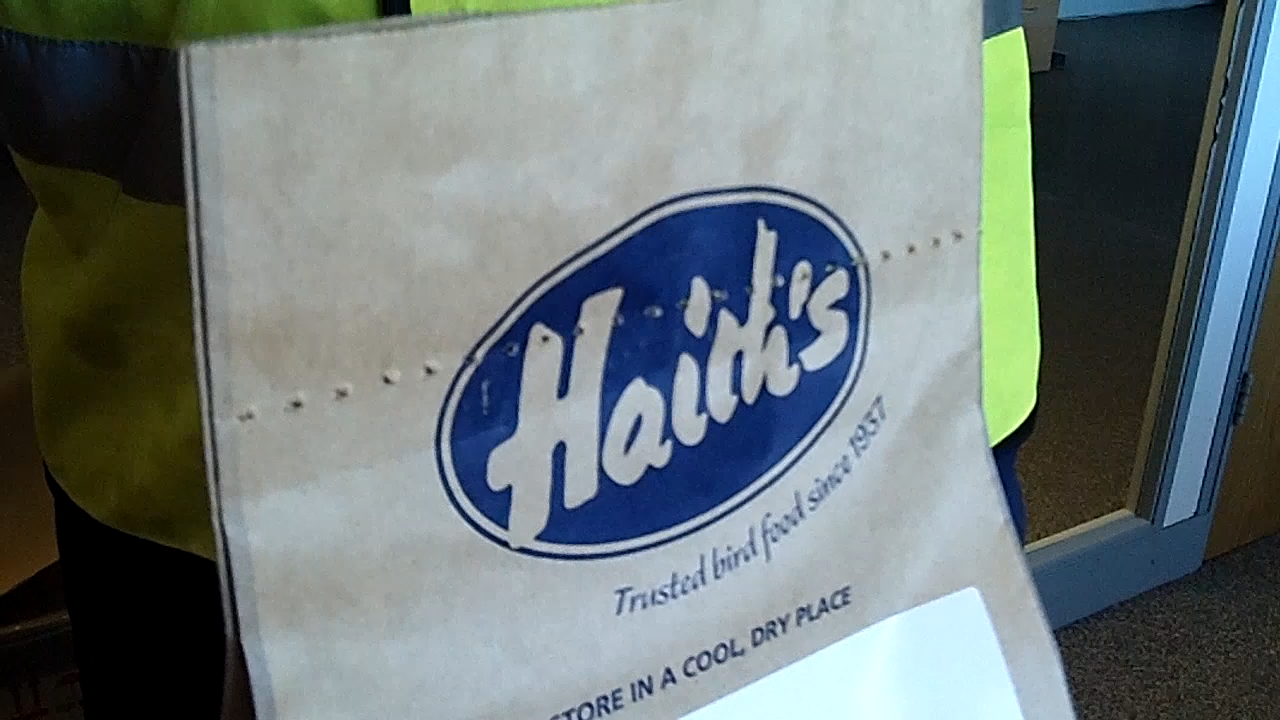 Haith's
Trusted bird food since 1937
STORE IN A COOL, DRY PLACE